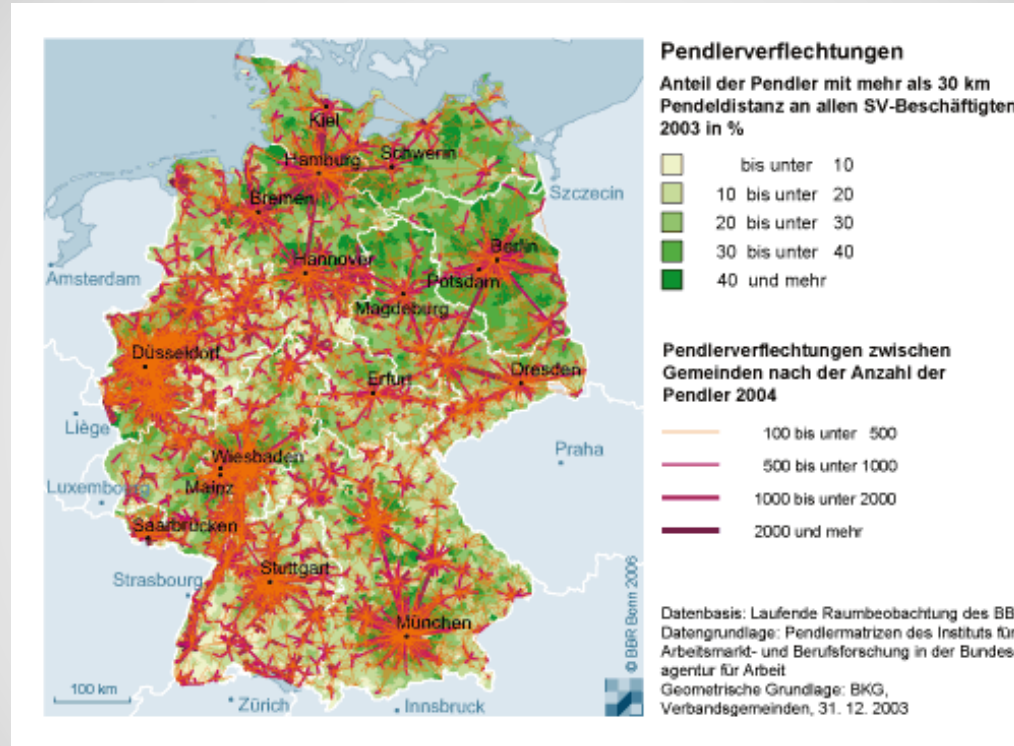 Pendlerverflechtungen
Anteil der Pendler mit mehr als 30 km
Pendeldistanz an allen SV-Beschäftigten
2003 in %
bis unter 10
10 bis unter 20
20 bis unter 30
30 bis unter 40
40 und mehr
Pendlerverflechtungen zwischen
Gemeinden nach der Anzahl der
Pendler 2004
100 bis unter 500
500 bis unter 1000
1000 bis unter 2000
2000 und mehr
Datenbasis: Laufende Raumbeobachtung des BB
Datengrundlage: Pendlermatrizen des Instituts für
Arbeitsmarkt- und Berufsforschung in der Bundes
agentur für Arbeit
Geometrische Grundlage: BKG,
Verbandsgemeinden, 31. 12. 2003
Kiel
Hamburg
Schwerin
Szczecin
Bremen
Berlin
Hannover
Amsterdam
Potsdam
Magdeburg
Düsseldorf
Erfurt
Dresden
Liège
Praha
Wiesbaden
Mainz
Luxembourg
Saarbrücken
Strasbourg
Stuttgart
München
100 km
Zürich
Innsbruck
© BBR Bonn 2006